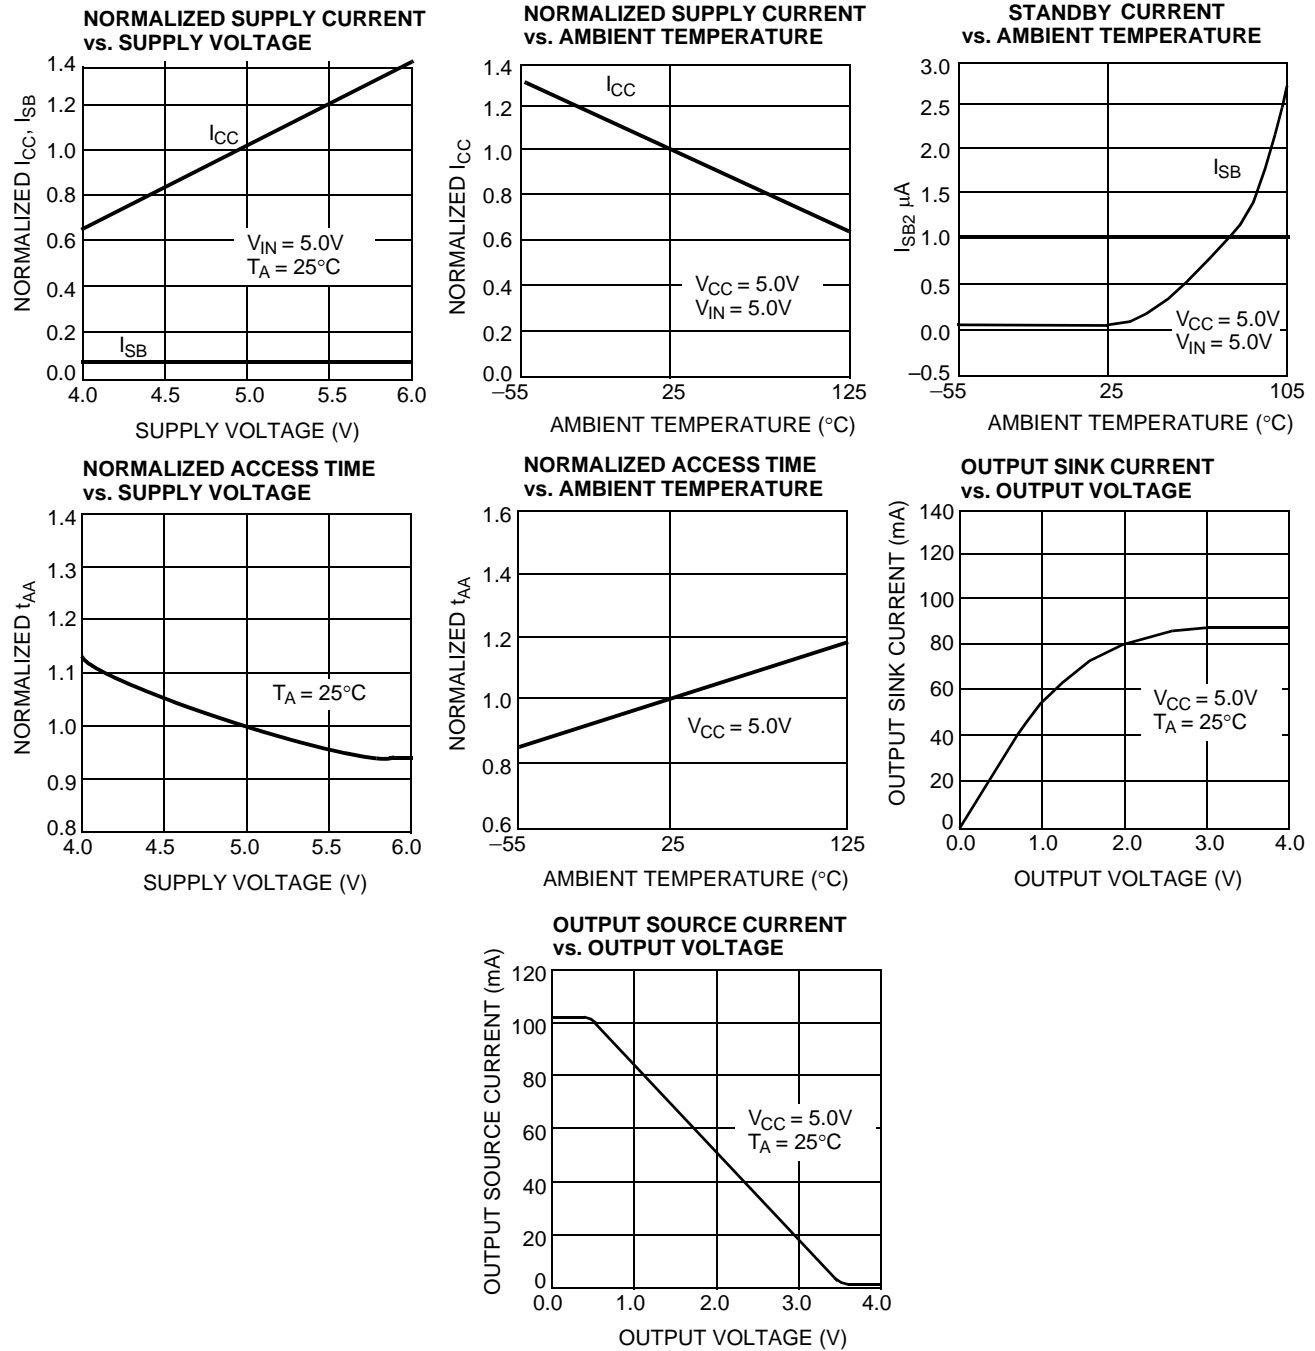 NORMALIZED SUPPLY CURRENT
vs. SUPPLY VOLTAGE
1.4
1.2
1.0
0.8
0.6
0.4
0.2
0.0
NORMALIZED ICC, ISB
ICC
VIN = 5.0V
TA = 25°C
ISB
4.0 4.5 5.0 5.5 6.0
SUPPLY VOLTAGE (V)
NORMALIZED SUPPLY CURRENT
vs. AMBIENT TEMPERATURE
1.4
1.2
1.0
0.8
0.6
0.4
0.2
0.0
NORMALIZED ICC
ICC
VCC = 5.0V
VIN = 5.0V
–55 25 125
AMBIENT TEMPERATURE (°C)
STANDBY CURRENT
vs. AMBIENT TEMPERATURE
3.0
2.5
2.0
1.5
1.0
0.5
0.0
–0.5
ISB2 µA
ISB
VCC = 5.0V
VIN = 5.0V
–55 25 105
AMBIENT TEMPERATURE (°C)
NORMALIZED ACCESS TIME
vs. SUPPLY VOLTAGE
1.4
1.3
1.2
1.1
1.0
0.9
0.8
NORMALIZED tAA
TA = 25°C
4.0 4.5 5.0 5.5 6.0
SUPPLY VOLTAGE (V)
NORMALIZED ACCESS TIME
vs. AMBIENT TEMPERATURE
1.6
1.4
1.2
1.0
0.8
0.6
NORMALIZED tAA
VCC = 5.0V
–55 25 125
AMBIENT TEMPERATURE (°C)
OUTPUT SINK CURRENT
vs. OUTPUT VOLTAGE
140
120
100
80
60
40
20
0
OUTPUT SINK CURRENT (mA)
VCC = 5.0V
TA = 25°C
0.0 1.0 2.0 3.0 4.0
OUTPUT VOLTAGE (V)
OUTPUT SOURCE CURRENT
vs. OUTPUT VOLTAGE
120
100
80
60
40
20
0
OUTPUT SOURCE CURRENT (mA)
VCC = 5.0V
TA = 25°C
0.0 1.0 2.0 3.0 4.0
OUTPUT VOLTAGE (V)